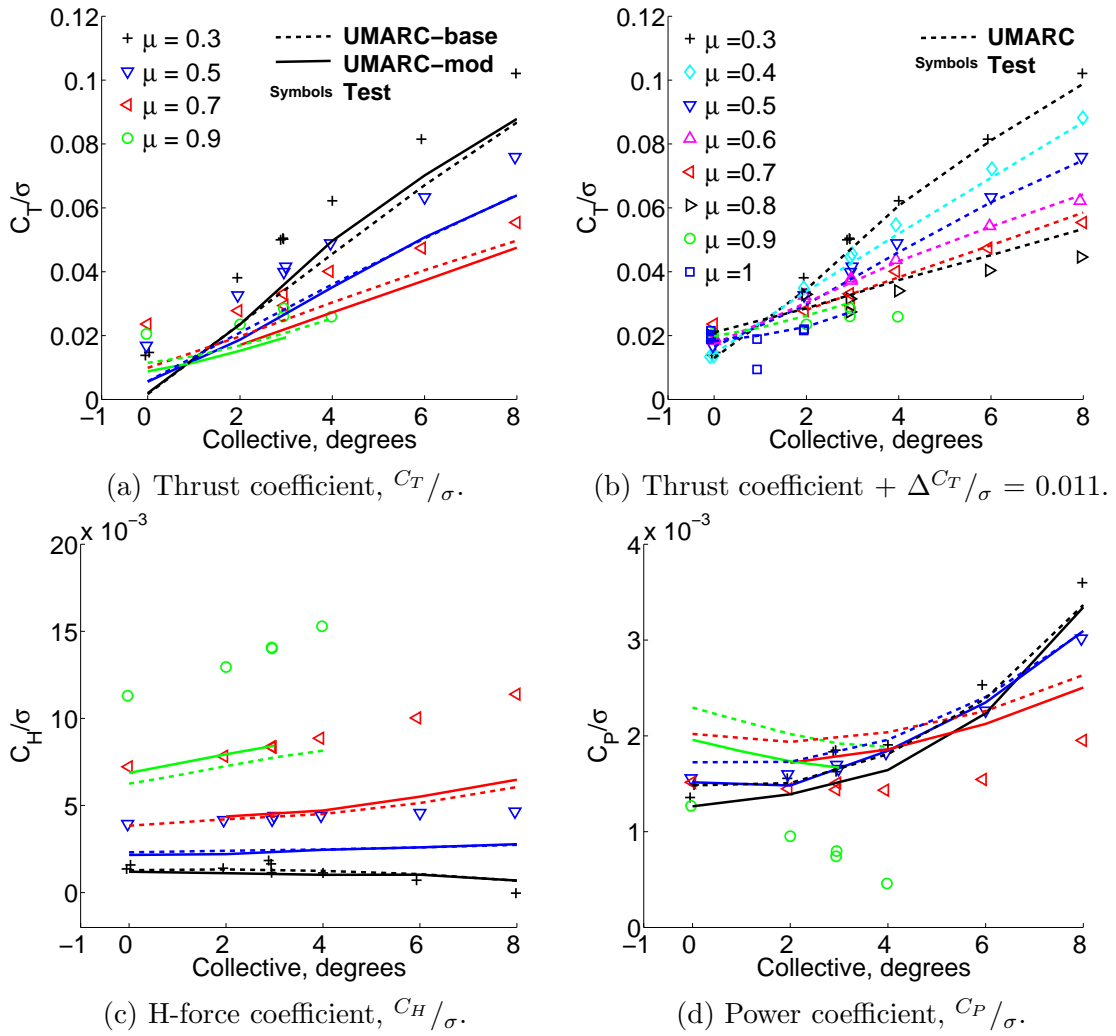 0.12
0.1
0.08
0.06
0.04
0.02
0
C_T/σ
μ = 0.3
μ = 0.5
μ = 0.7
μ = 0.9
UMARC-base
UMARC-mod
Symbols Test
−1 0 2 4 6 8
Collective, degrees
(a) Thrust coefficient, C_T/σ.
0.12
0.1
0.08
0.06
0.04
0.02
0
C_T/σ
μ =0.3
μ =0.4
μ =0.5
μ =0.6
μ =0.7
μ =0.8
μ =0.9
μ =1
UMARC
Symbols Test
−1 0 2 4 6 8
Collective, degrees
(b) Thrust coefficient + ΔC_T/σ = 0.011.
x 10⁻³
20
15
10
5
0
C_H/σ
−1 0 2 4 6 8
Collective, degrees
(c) H-force coefficient, C_H/σ.
x 10⁻³
4
3
2
1
0
C_P/σ
−1 0 2 4 6 8
Collective, degrees
(d) Power coefficient, C_P/σ.